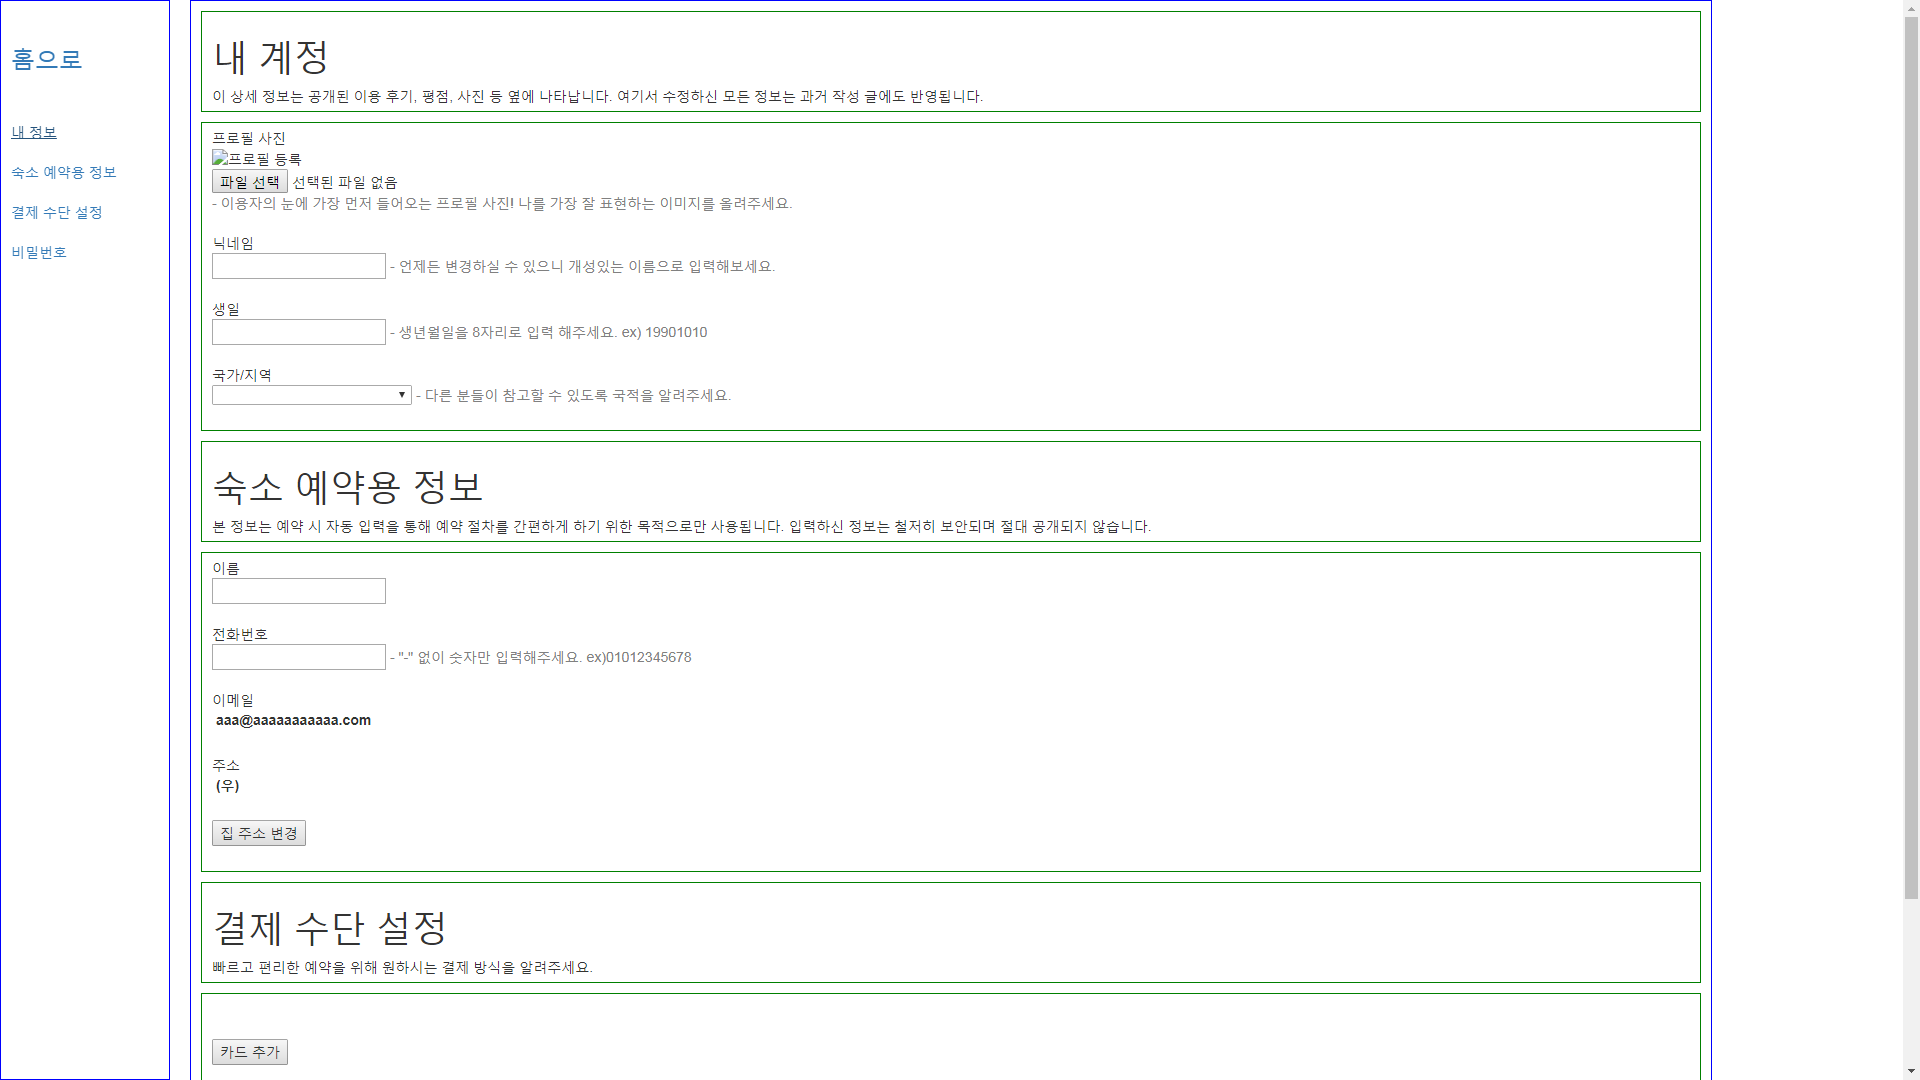 홈으로
내 정보
숙소 예약용 정보
결제 수단 설정
비밀번호
내 계정
이 상세 정보는 공개된 이용 후기, 평점, 사진 등 옆에 나타납니다. 여기서 수정하신 모든 정보는 과거 작성 글에도 반영됩니다.
프로필 사진
프로필 등록
파일 선택 선택된 파일 없음
- 이용자의 눈에 가장 먼저 들어오는 프로필 사진! 나를 가장 잘 표현하는 이미지를 올려주세요.
닉네임
- 언제든 변경하실 수 있으니 개성있는 이름으로 입력해보세요.
생일
- 생년월일을 8자리로 입력 해주세요. ex) 19901010
국가/지역
- 다른 분들이 참고할 수 있도록 국적을 알려주세요.
숙소 예약용 정보
본 정보는 예약 시 자동 입력을 통해 예약 절차를 간편하게 하기 위한 목적으로만 사용됩니다. 입력하신 정보는 철저히 보안되며 절대 공개되지 않습니다.
이름
전화번호
- "-" 없이 숫자만 입력해주세요. ex)01012345678
이메일
aaa@aaaaaaaaaaa.com
주소
(우)
집 주소 변경
결제 수단 설정
빠르고 편리한 예약을 위해 원하시는 결제 방식을 알려주세요.
카드 추가